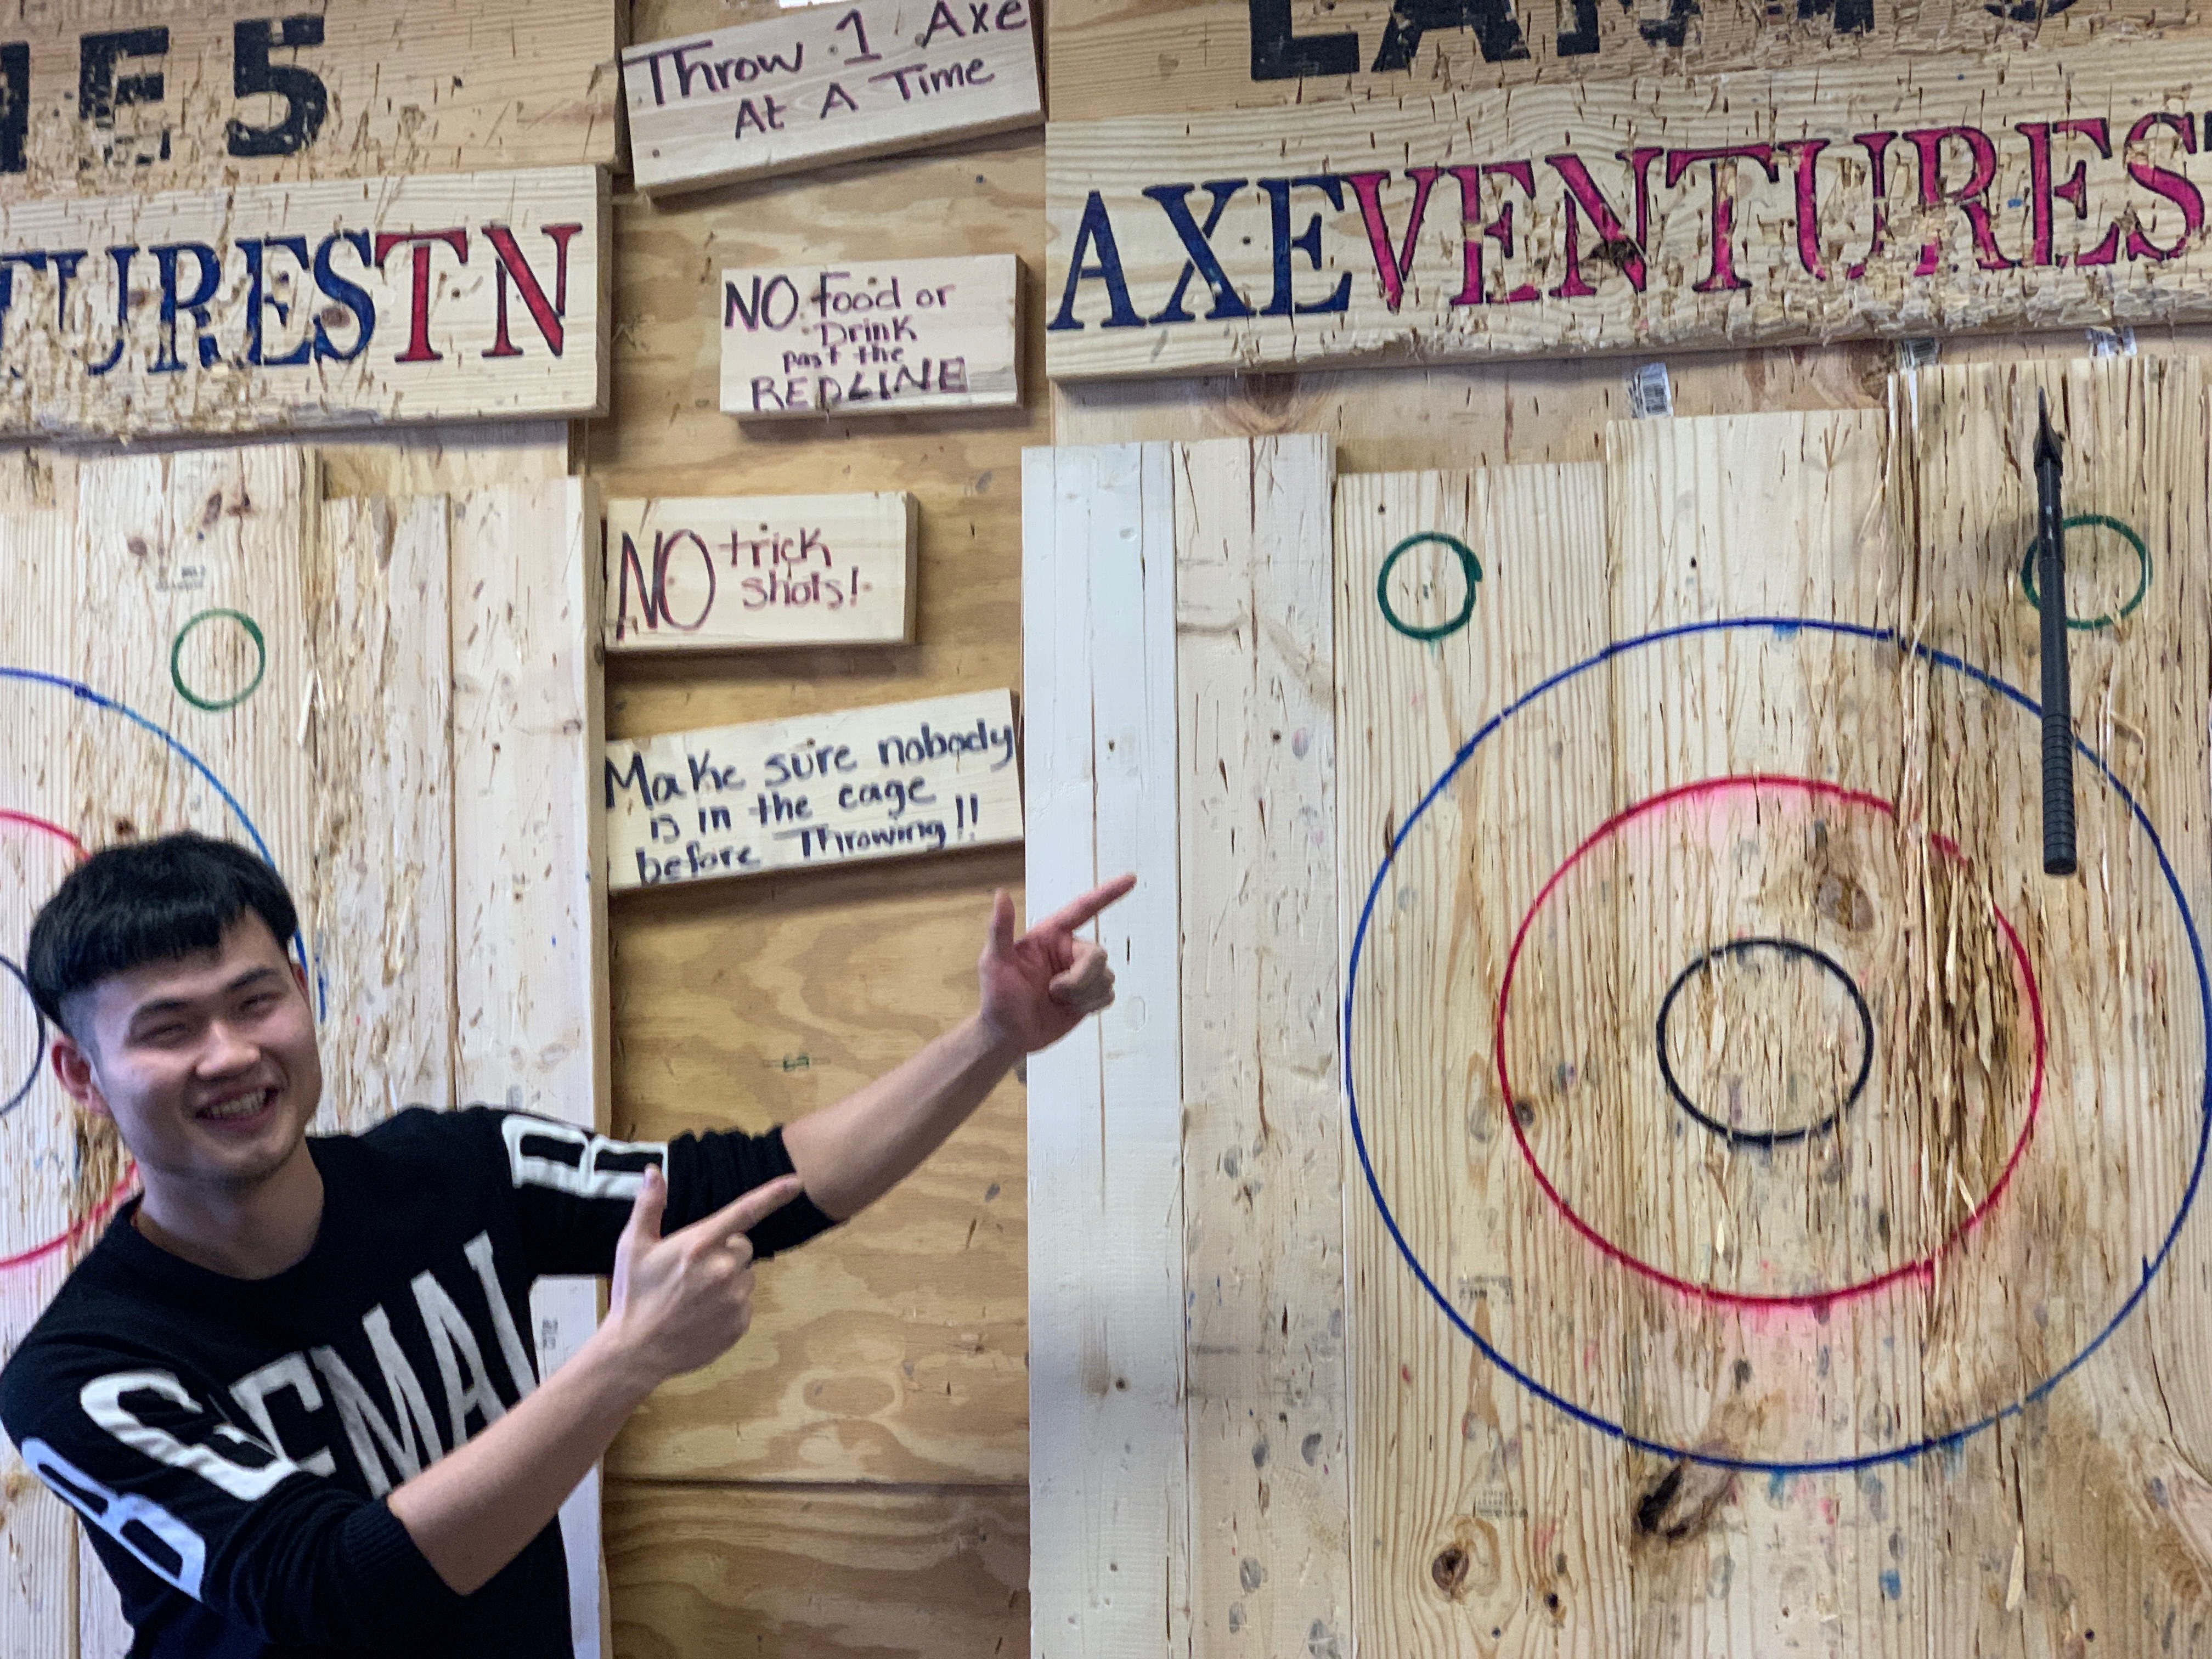 NE 5
TURESTN
Throw 1 Axe
At A Time
NO food or
Drink
past the
REDLINE
NO trick
shots!
Make sure nobody
is in the cage
before Throwing!!
AXEVENTURES